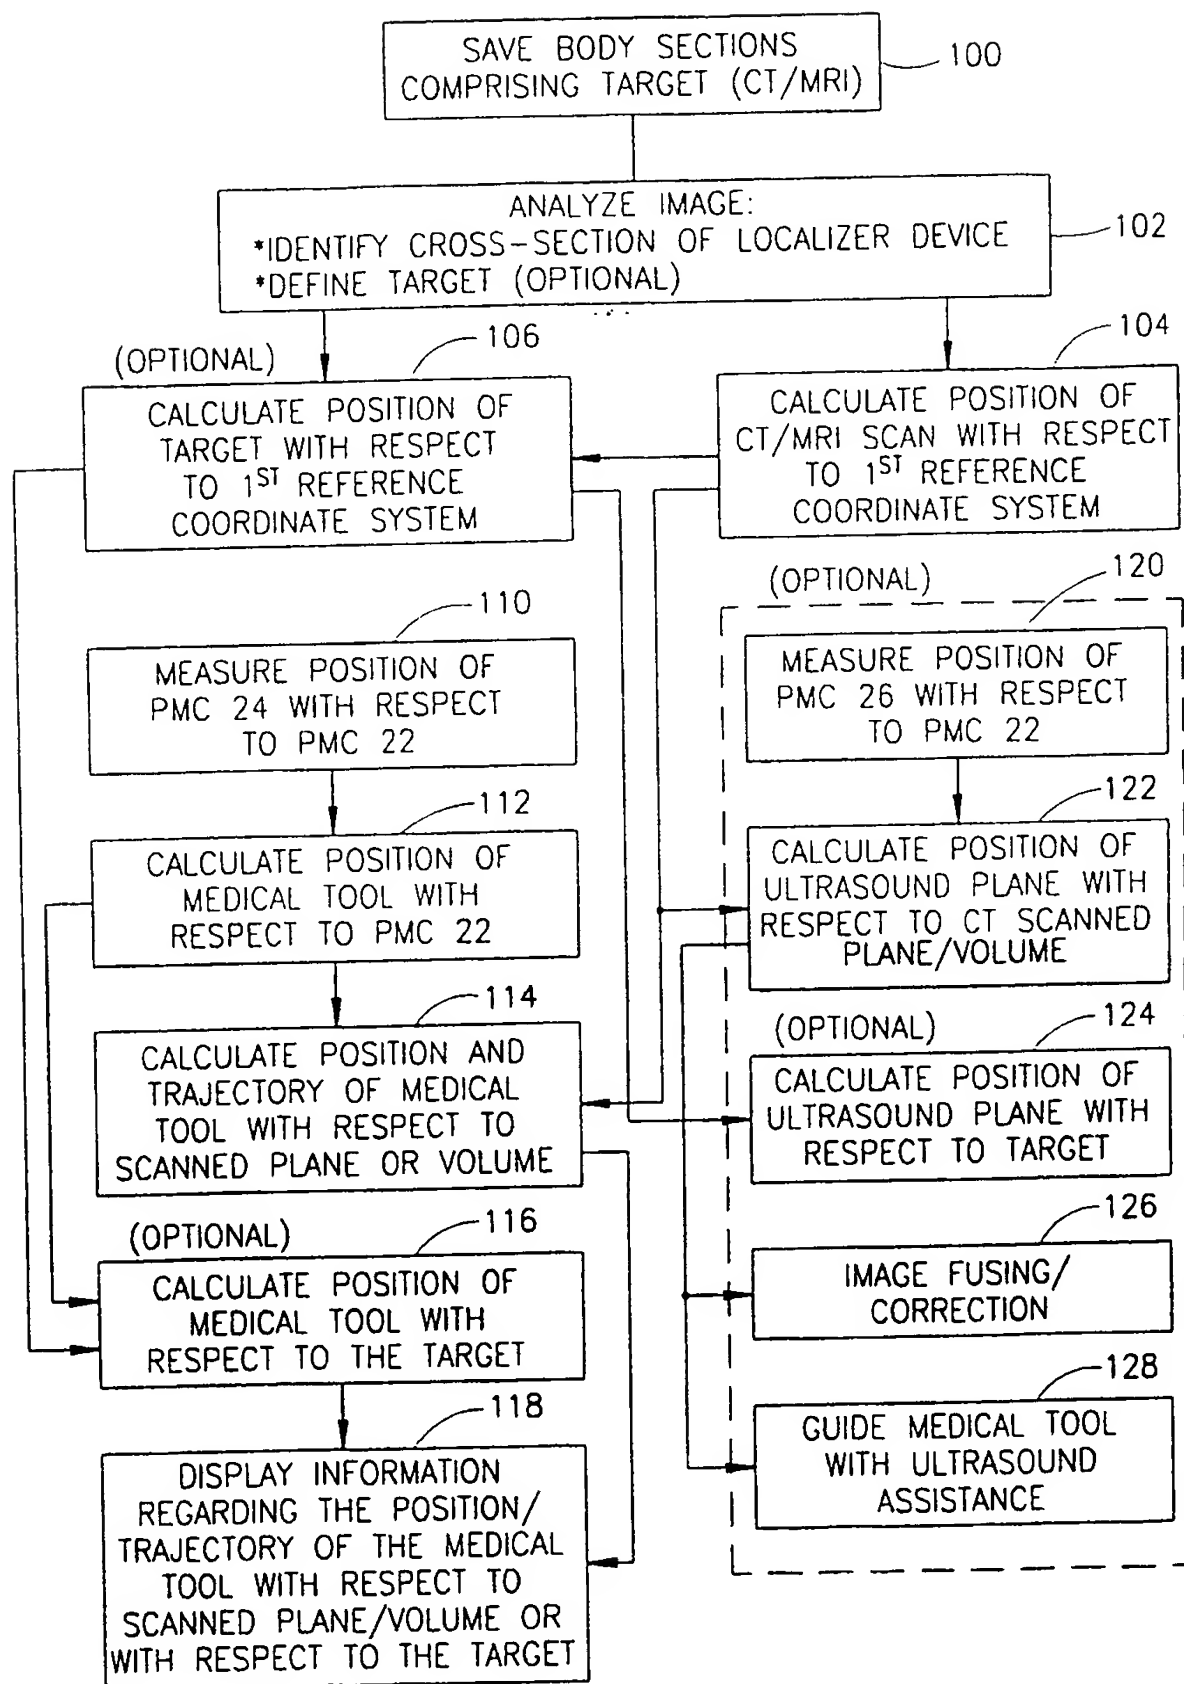 SAVE BODY SECTIONS
COMPRISING TARGET (CT/MRI)
100
ANALYZE IMAGE:
*IDENTIFY CROSS-SECTION OF LOCALIZER DEVICE
*DEFINE TARGET (OPTIONAL)
102
(OPTIONAL)
106
CALCULATE POSITION OF
TARGET WITH RESPECT
TO 1ST REFERENCE
COORDINATE SYSTEM
104
CALCULATE POSITION OF
CT/MRI SCAN WITH RESPECT
TO 1ST REFERENCE
COORDINATE SYSTEM
110
MEASURE POSITION OF
PMC 24 WITH RESPECT
TO PMC 22
112
CALCULATE POSITION OF
MEDICAL TOOL WITH
RESPECT TO PMC 22
114
CALCULATE POSITION AND
TRAJECTORY OF MEDICAL
TOOL WITH RESPECT TO
SCANNED PLANE OR VOLUME
(OPTIONAL)
116
CALCULATE POSITION OF
MEDICAL TOOL WITH
RESPECT TO THE TARGET
118
DISPLAY INFORMATION
REGARDING THE POSITION/
TRAJECTORY OF THE MEDICAL
TOOL WITH RESPECT TO
SCANNED PLANE/VOLUME OR
WITH RESPECT TO THE TARGET
(OPTIONAL)
120
MEASURE POSITION OF
PMC 26 WITH RESPECT
TO PMC 22
122
CALCULATE POSITION OF
ULTRASOUND PLANE WITH
RESPECT TO CT SCANNED
PLANE/VOLUME
(OPTIONAL)
124
CALCULATE POSITION OF
ULTRASOUND PLANE WITH
RESPECT TO TARGET
126
IMAGE FUSING/
CORRECTION
128
GUIDE MEDICAL TOOL
WITH ULTRASOUND
ASSISTANCE